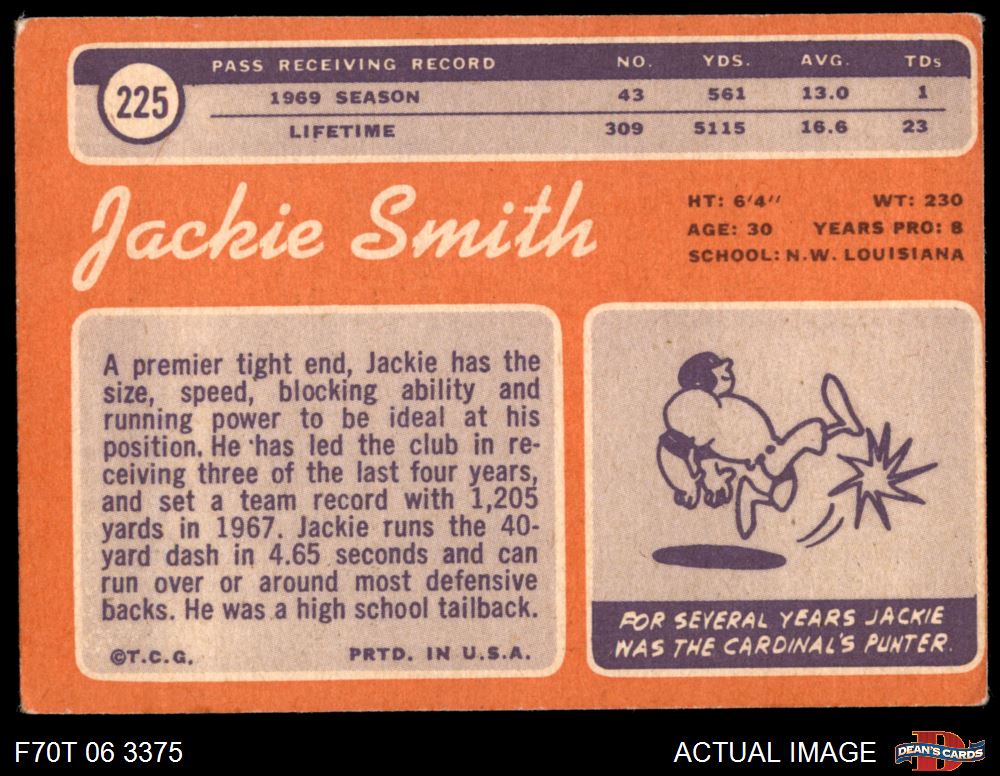 225
PASS RECEIVING RECORD NO. YDS. AVG. TDs
1969 SEASON 43 561 13.0 1
LIFETIME 309 5115 16.6 23
Jackie Smith
HT: 6'4" WT: 230
AGE: 30 YEARS PRO: 8
SCHOOL: N.W. LOUISIANA
A premier tight end, Jackie has the
size, speed, blocking ability and
running power to be ideal at his
position. He has led the club in re-
ceiving three of the last four years,
and set a team record with 1,205
yards in 1967. Jackie runs the 40-
yard dash in 4.65 seconds and can
run over or around most defensive
backs. He was a high school tailback.
©T.C.G. PRTD. IN U.S.A.
FOR SEVERAL YEARS JACKIE
WAS THE CARDINAL'S PUNTER.
F70T 06 3375 ACTUAL IMAGE
D
DEAN'S CARDS